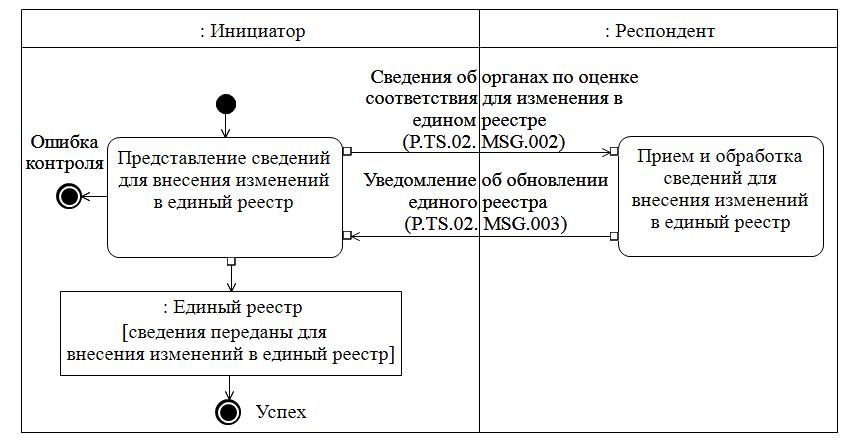 : Инициатор
: Респондент
Сведения об органах по оценке
соответствия для изменения в
едином реестре
(P.TS.02. MSG.002)
Ошибка
контроля
Представление сведений
для внесения изменений
в единый реестр
Прием и обработка
сведений для
внесения изменений
в единый реестр
Уведомление об обновлении
единого реестра
(P.TS.02. MSG.003)
: Единый реестр
[сведения переданы для
внесения изменений в единый реестр]
Успех